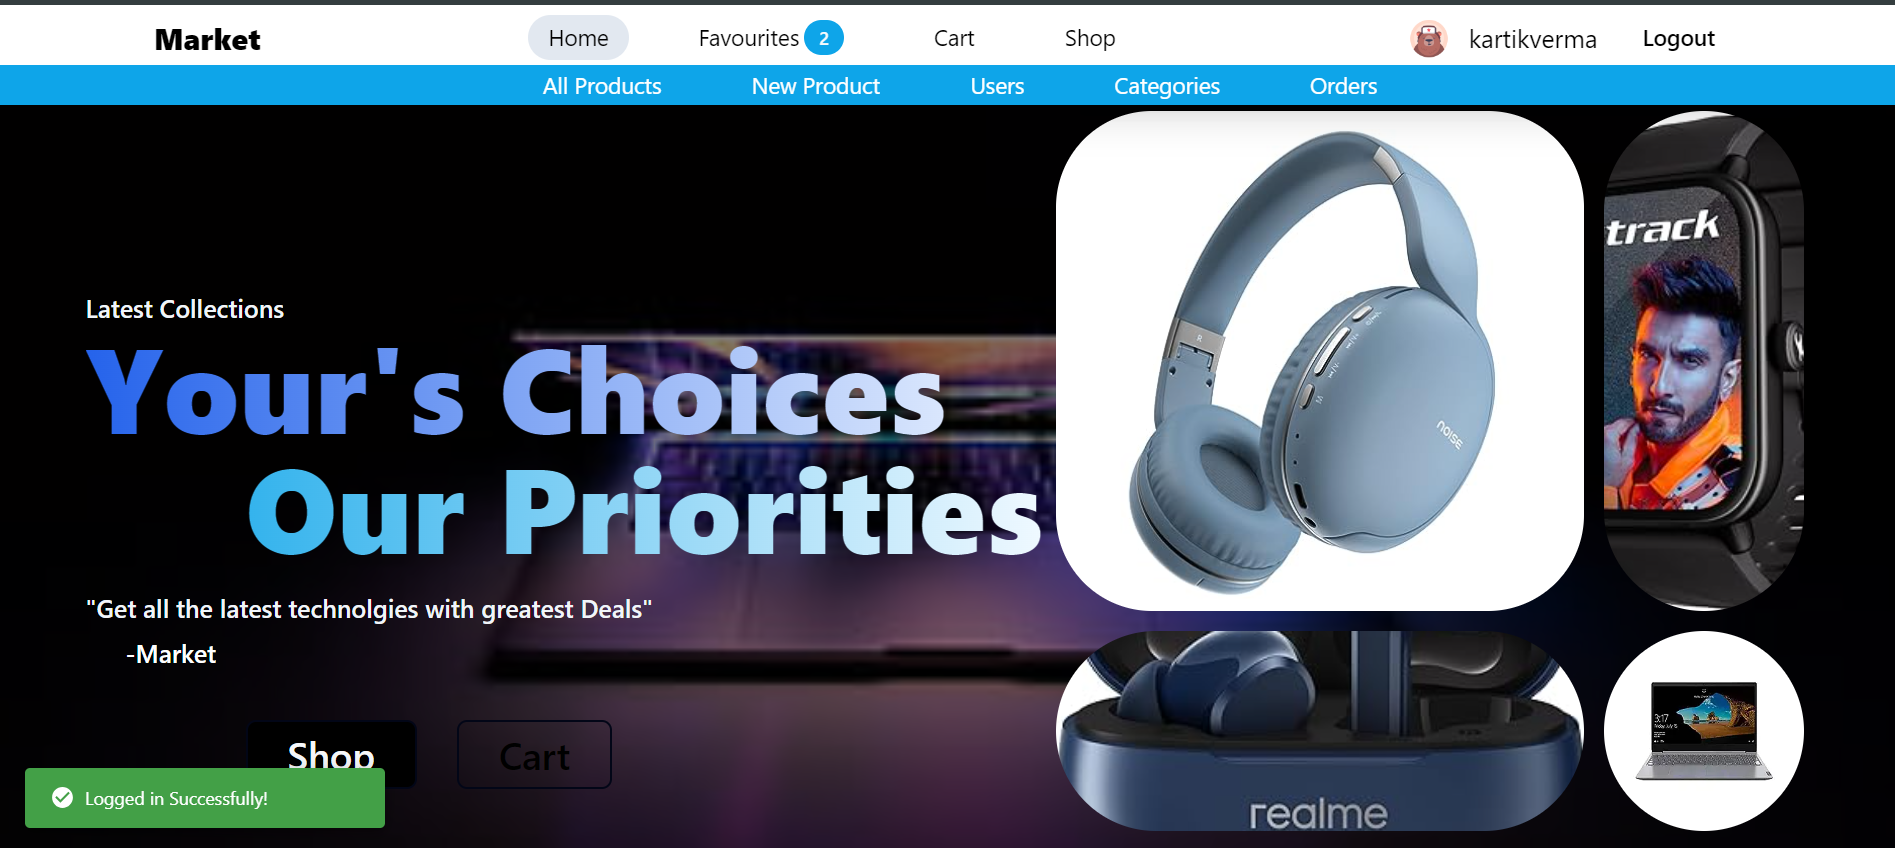 Market
Home Favourites 2 Cart Shop
kartikverma Logout
All Products New Product Users Categories Orders
Latest Collections
Your's Choices
Our Priorities
"Get all the latest technolgies with greatest Deals"
-Market
Shop Cart
Logged in Successfully!
noise
R
track
realme
3:17